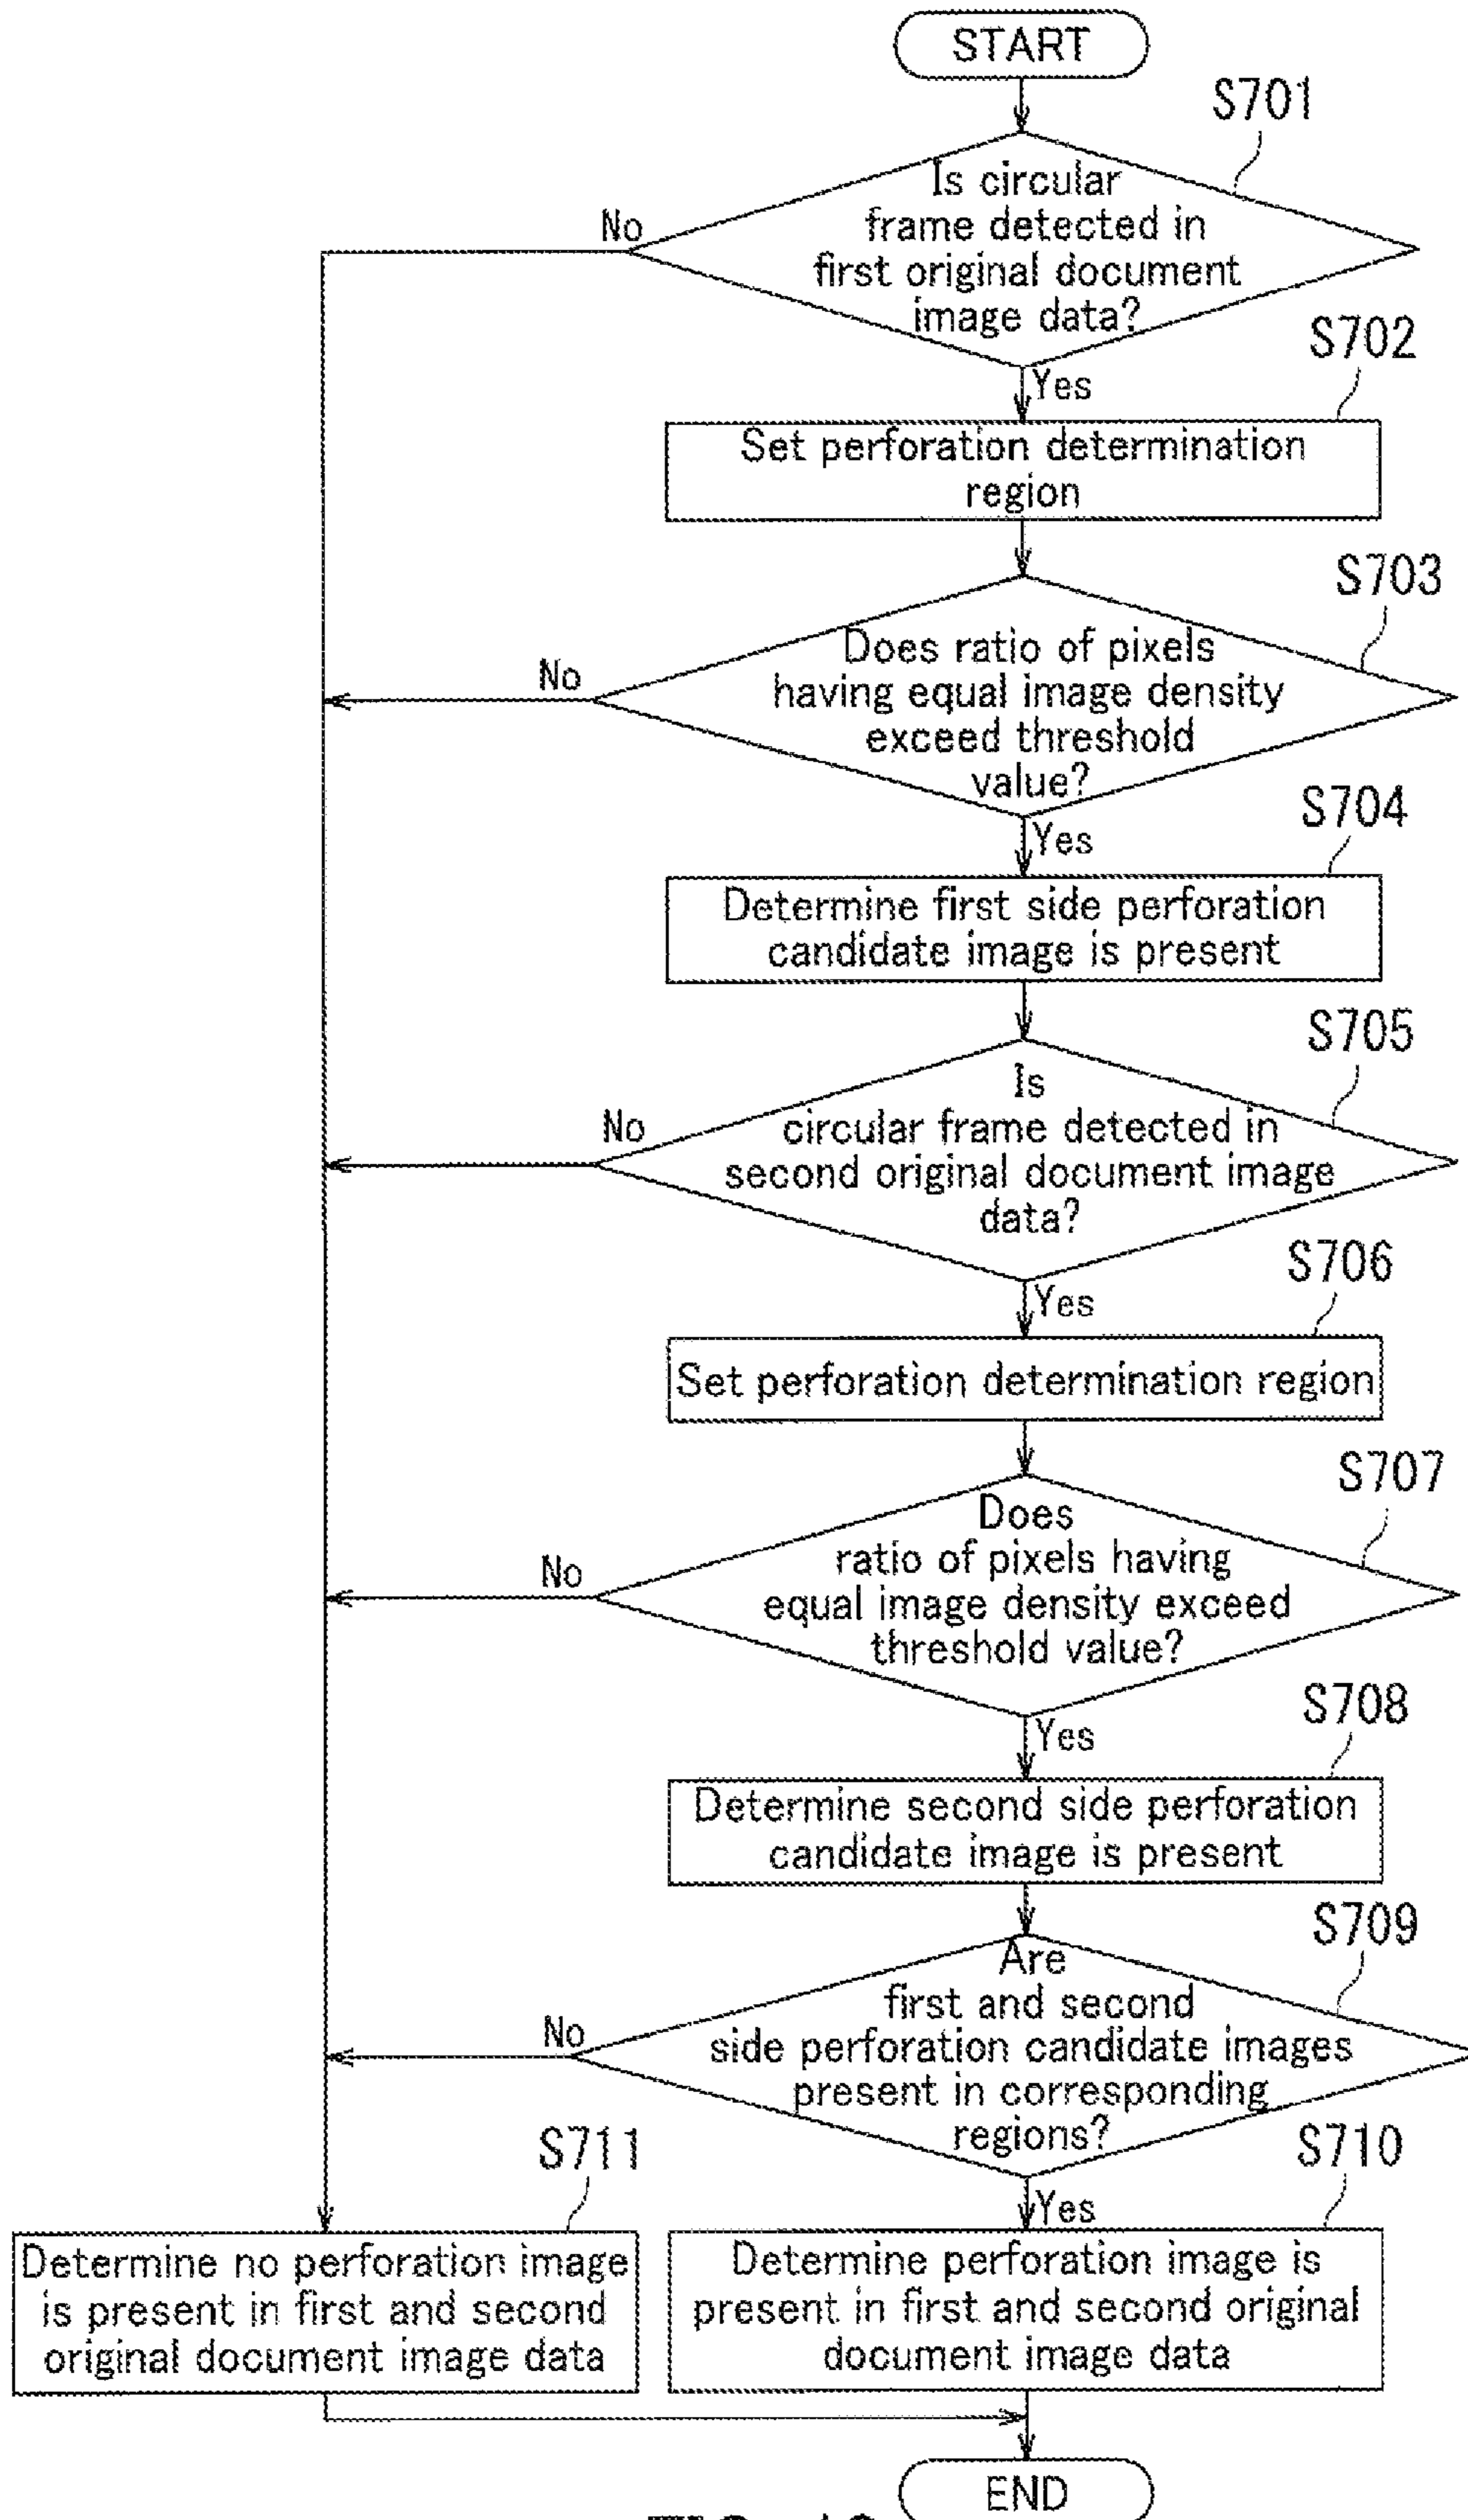 START
S701
Is circular
frame detected in
first original document
image data?
No
Yes
S702
Set perforation determination
region
S703
Does ratio of pixels
having equal image density
exceed threshold
value?
No
Yes
S704
Determine first side perforation
candidate image is present
S705
Is
circular frame detected in
second original document image
data?
No
Yes
S706
Set perforation determination region
S707
Does
ratio of pixels having
equal image density exceed
threshold value?
No
Yes
S708
Determine second side perforation
candidate image is present
S709
Are
first and second
side perforation candidate images
present in corresponding
regions?
No
Yes
S711
Determine no perforation image
is present in first and second
original document image data
S710
Determine perforation image is
present in first and second original
document image data
END